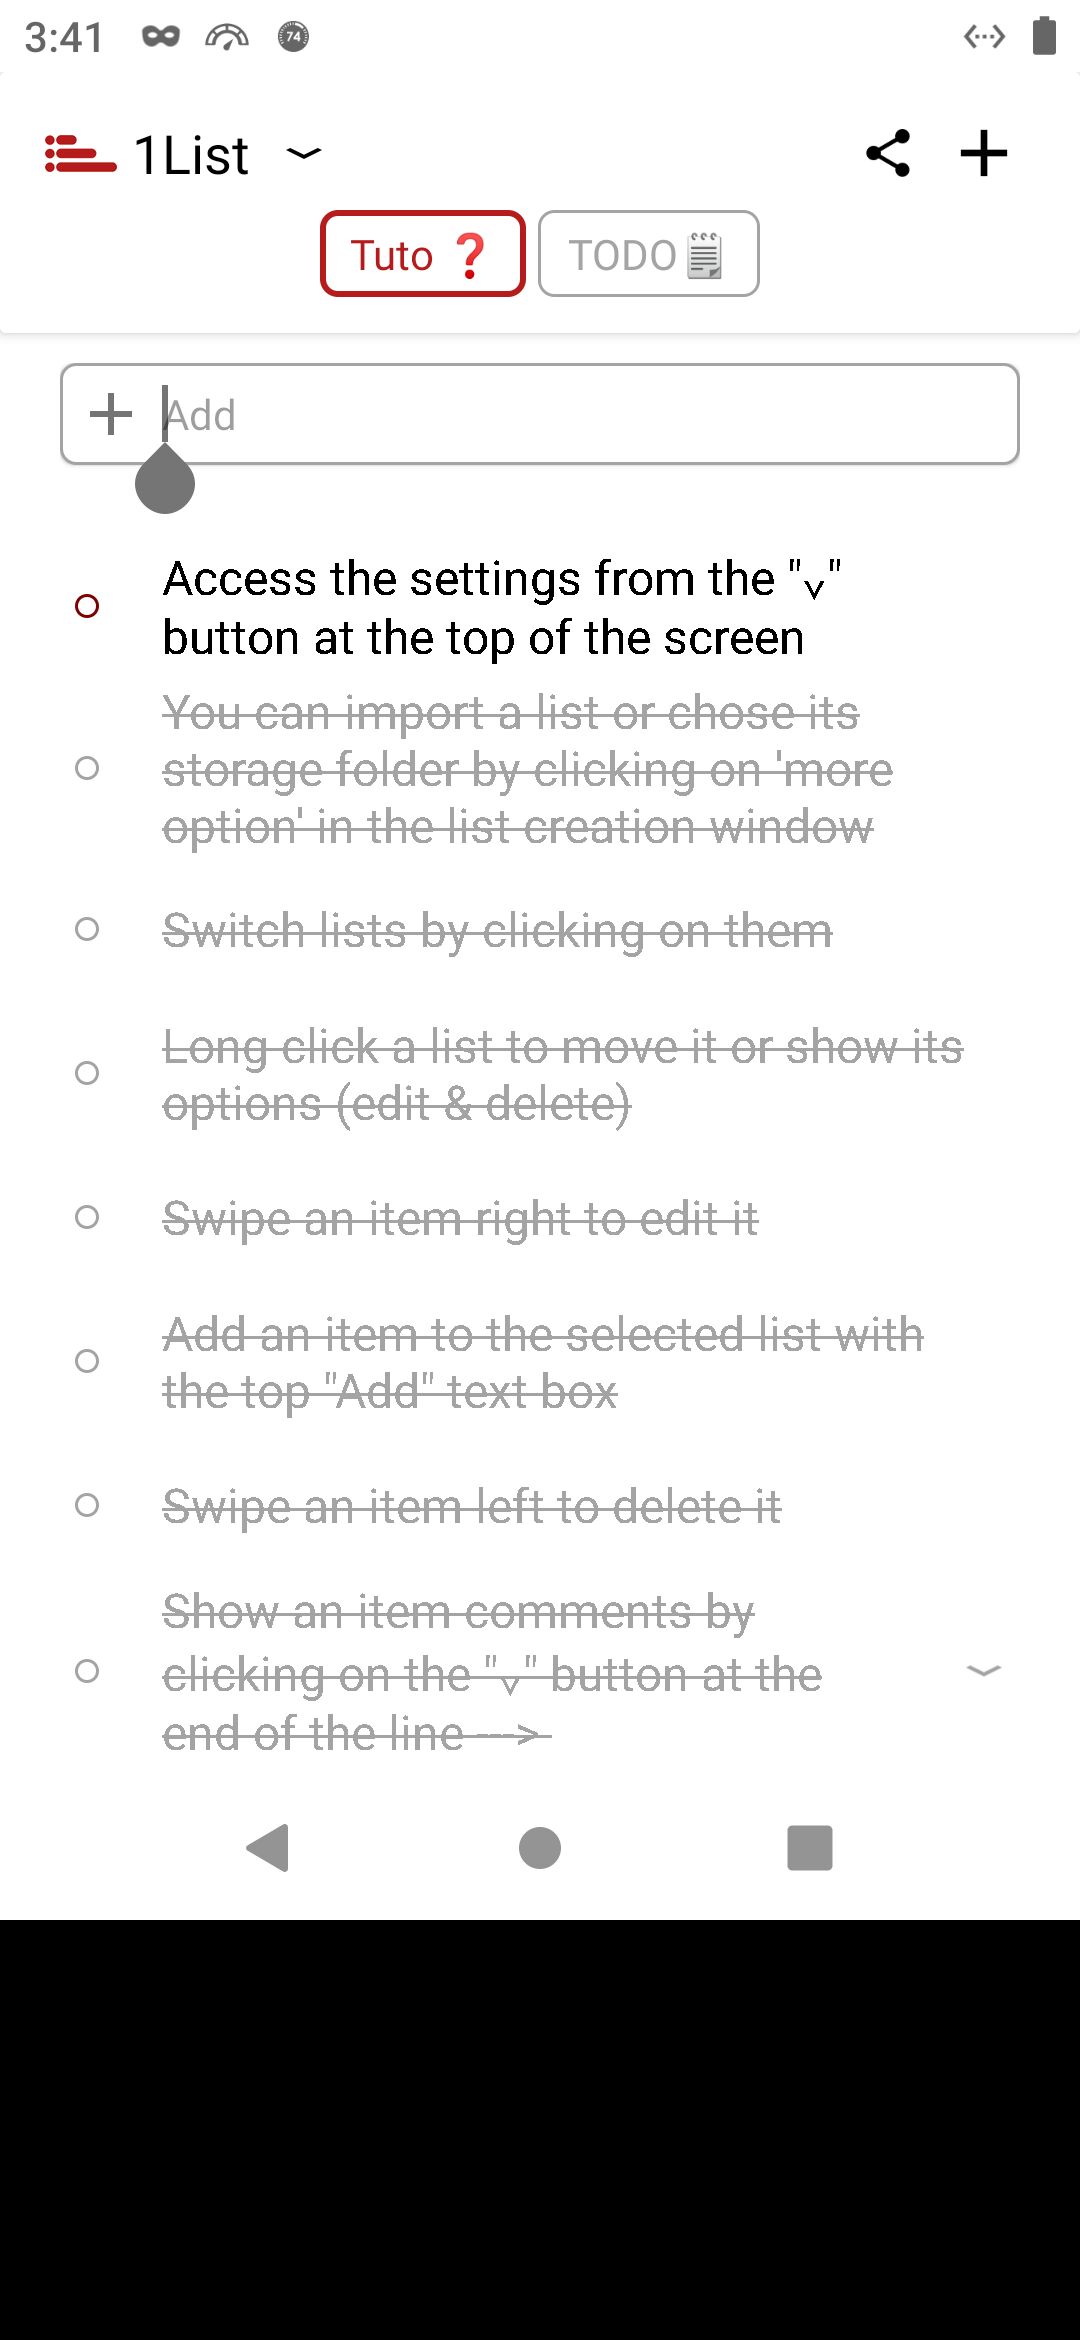 3:41
74
1List
Tuto ❓
TODO🗒
Add
Access the settings from the "⌄"
button at the top of the screen
You can import a list or chose its
storage folder by clicking on 'more
option' in the list creation window
Switch lists by clicking on them
Long click a list to move it or show its
options (edit & delete)
Swipe an item right to edit it
Add an item to the selected list with
the top "Add" text box
Swipe an item left to delete it
Show an item comments by
clicking on the "⌄" button at the
end of the line --->